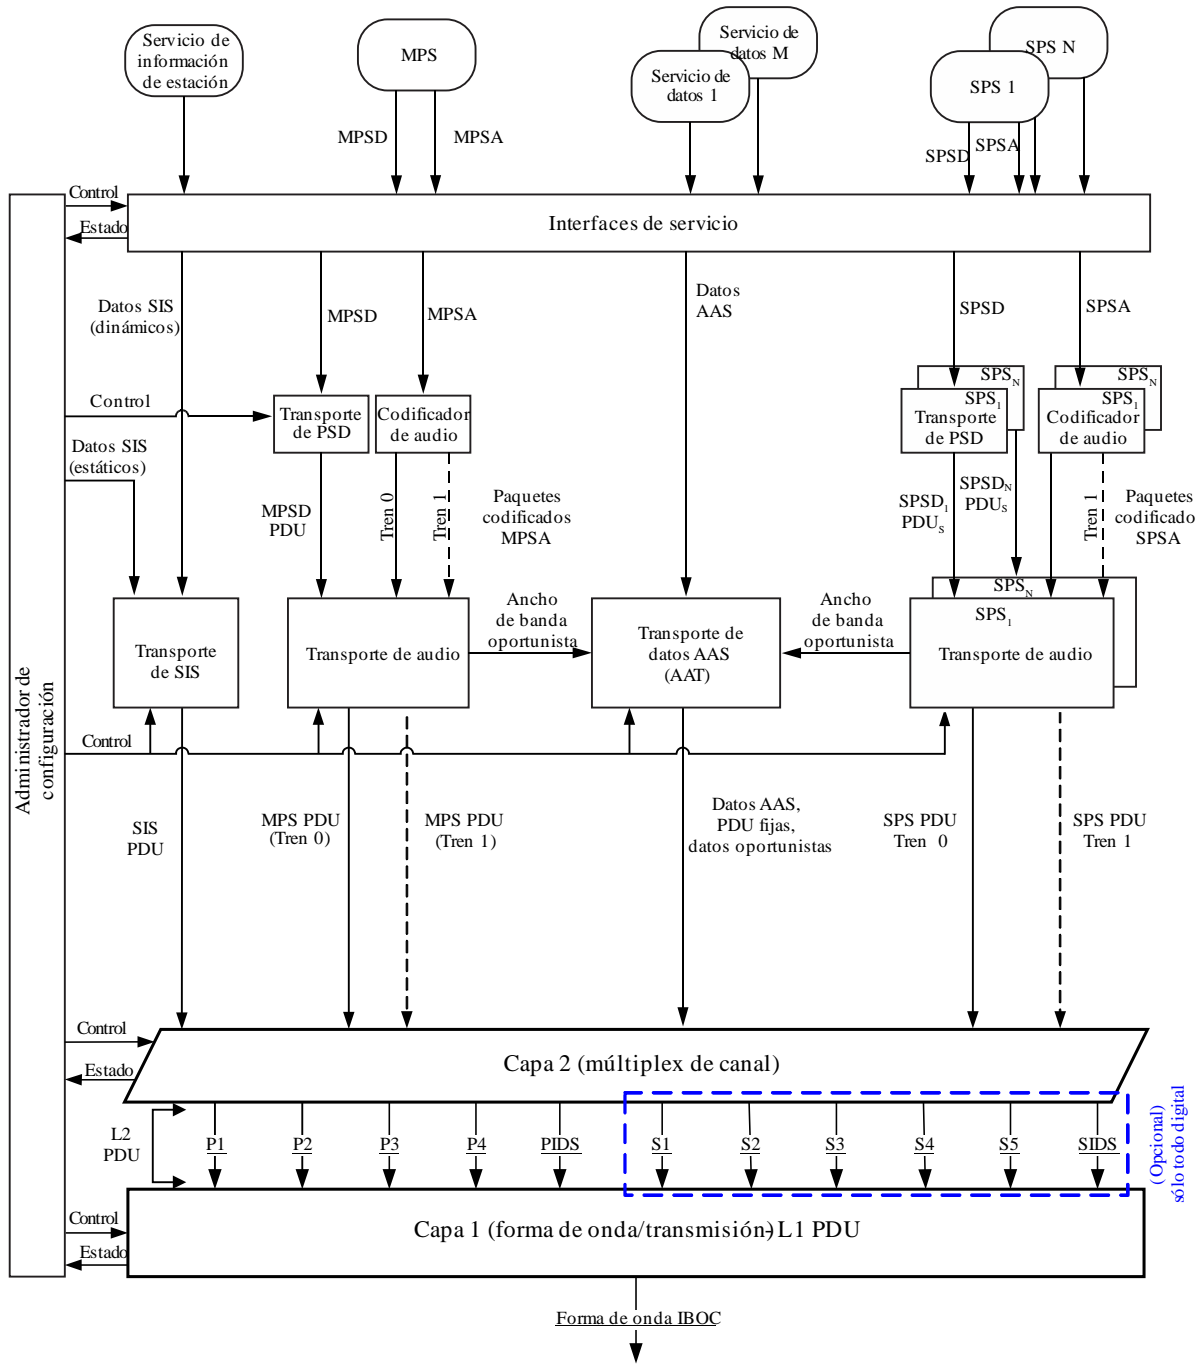 Servicio de
información
de estación
MPS
Servicio de
datos M
Servicio de
datos 1
SPS N
SPS 1
MPSD
MPSA
SPSD
SPSA
Control
Estado
Interfaces de servicio
Datos SIS
(dinámicos)
MPSD
MPSA
Datos
AAS
SPSD
SPSA
Control
Transporte
de PSD
Codificador
de audio
SPSN
SPS1
Transporte
de PSD
SPSN
SPS1
Codificador
de audio
Datos SIS
(estáticos)
MPSD
PDU
Tren 0
Tren 1
Paquetes
codificados
MPSA
SPSD1
PDUS
SPSDN
PDUS
Tren 1
Paquetes
codificado
SPSA
Administrador de
configuración
Transporte
de SIS
Transporte de audio
Ancho
de banda
oportunista
Transporte de
datos AAS
(AAT)
Ancho
de banda
oportunista
SPSN
SPS1
Transporte de audio
Control
SIS
PDU
MPS PDU
(Tren 0)
MPS PDU
(Tren 1)
Datos AAS,
PDU fijas,
datos oportunistas
SPS PDU
Tren 0
SPS PDU
Tren 1
Control
Estado
Capa 2 (múltiplex de canal)
L2
PDU
P1 P2 P3 P4 PIDS S1 S2 S3 S4 S5 SIDS
(Opcional)
sólo todo digital
Control
Estado
Capa 1 (forma de onda/transmisión-) L1 PDU
Forma de onda IBOC